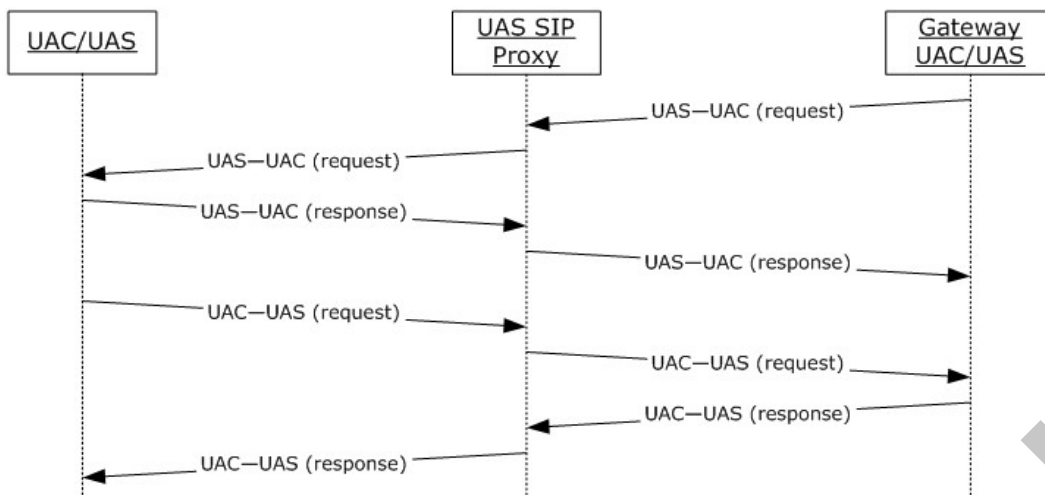 UAC/UAS
UAS SIP
Proxy
Gateway
UAC/UAS
UAS—UAC (request)
UAS—UAC (request)
UAS—UAC (response)
UAS—UAC (response)
UAC—UAS (request)
UAC—UAS (request)
UAC—UAS (response)
UAC—UAS (response)